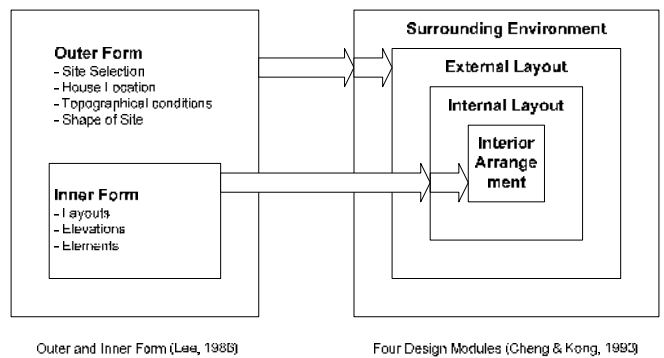 Outer Form
- Site Selection
- House Location
- Topographical conditions
- Shape of Site
Inner Form
- Layouts
- Elevations
- Elements
Surrounding Environment
External Layout
Internal Layout
Interior
Arrange
ment
Outer and Inner Form (Lee, 1986)
Four Design Modules (Cheng & Kong, 1993)